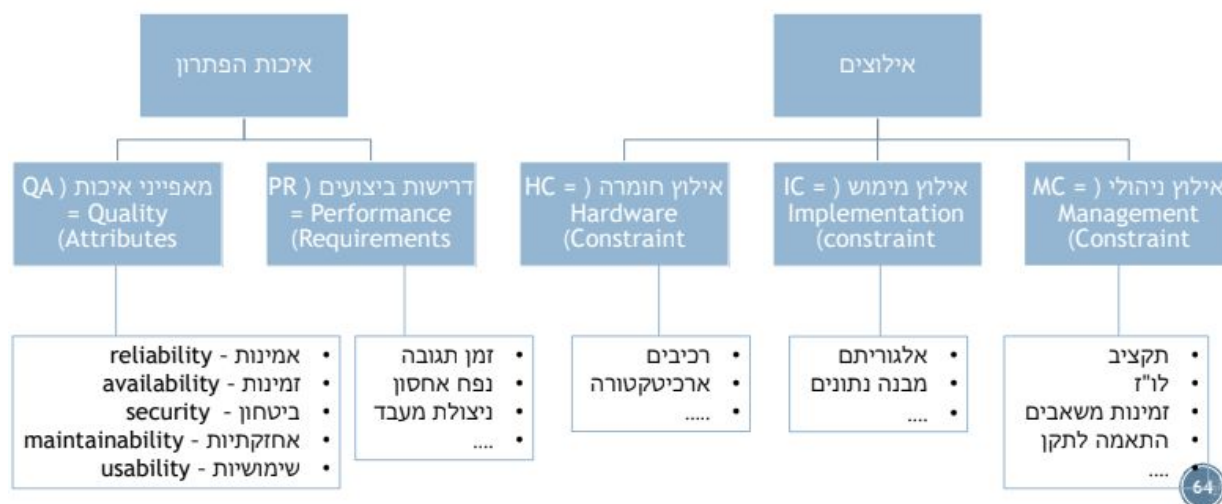 אילוצים
איכות הפתרון
אילוץ ניהולי ( = MC
Management
(Constraint
אילוץ מימוש ( = IC
Implementation
(constraint
אילוץ חומרה ( = HC
Hardware
(Constraint
דרישות ביצועים ( PR
= Performance
(Requirements
מאפייני איכות ( QA
= Quality
(Attributes
• תקציב
• לו"ז
• זמינות משאבים
• התאמה לתקן
• ....
• אלגוריתם
• מבנה נתונים
• ....
• רכיבים
• ארכיטקטורה
• .....
• זמן תגובה
• נפח אחסון
• ניצולת מעבד
• ....
• אמינות - reliability
• זמינות - availability
• ביטחון - security
• אחזקתיות - maintainability
• שימושיות - usability
64